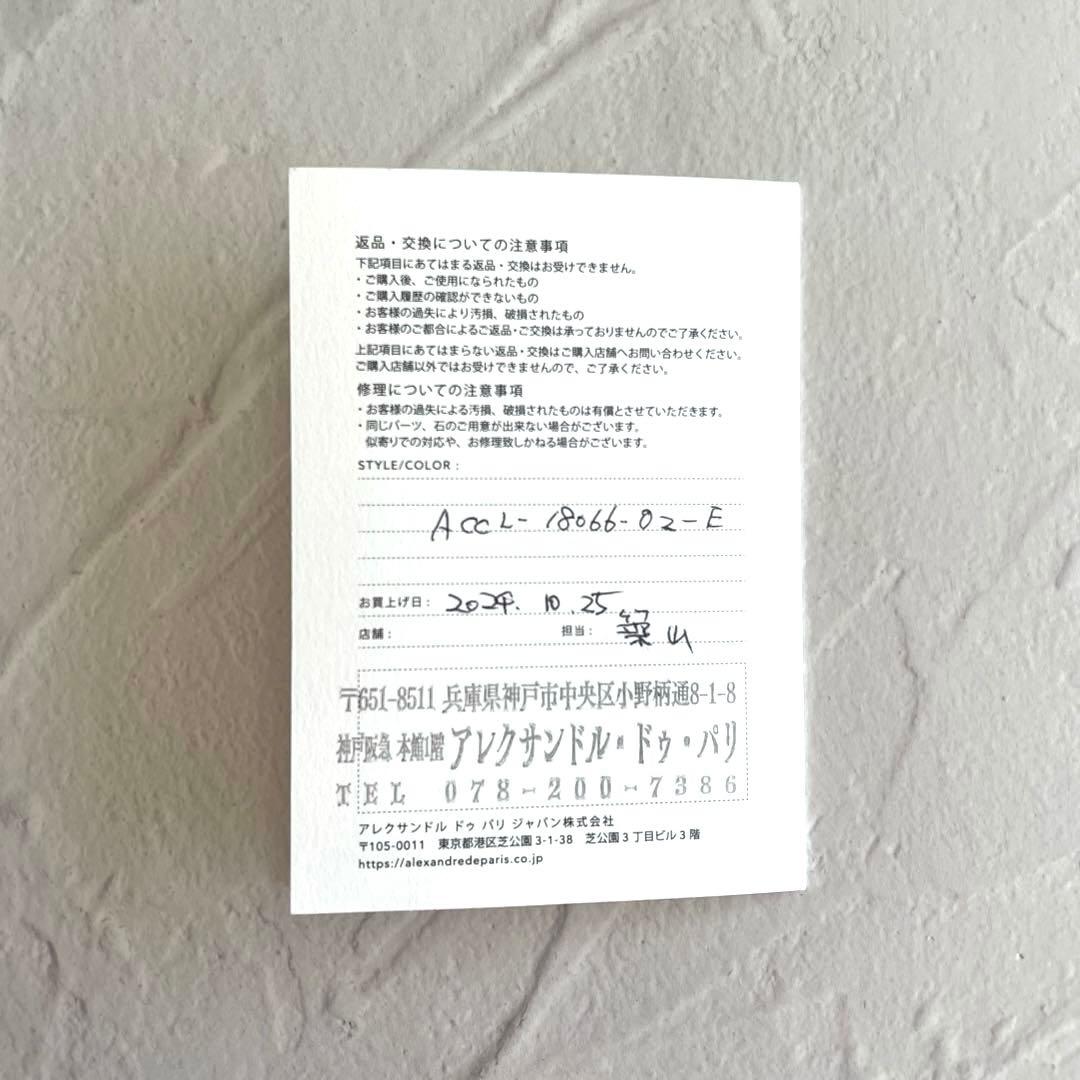 返品・交換についての注意事項
下記項目にあてはまる返品・交換はお受けできません。
・ご購入後、ご使用になられたもの
・ご購入履歴の確認ができないもの
・お客様の過失により汚損、破損されたもの
・お客様のご都合によるご返品・ご交換は承っておりませんのでご了承ください。
上記項目にあてはまらない返品・交換はご購入店舗へお問い合わせください。
ご購入店舗以外ではお受けできませんので、ご了承ください。
修理についての注意事項
・お客様の過失による汚損、破損されたものは有償とさせていただきます。
・同じパーツ、石のご用意が出来ない場合がございます。
似寄りでの対応や、お修理致しかねる場合がございます。
STYLE/COLOR :
ACCL-18066-02-E
お買上げ日: 2024. 10. 25
店舗: 担当: 築山
〒651-8511 兵庫県神戸市中央区小野柄通8-1-8
神戸阪急 本館1階 アレクサンドル・ドゥ・パリ
TEL 078-200-7386
アレクサンドル ドゥ パリ ジャパン株式会社
〒105-0011 東京都港区芝公園 3-1-38 芝公園 3 丁目ビル 3 階
https://alexandredeparis.co.jp